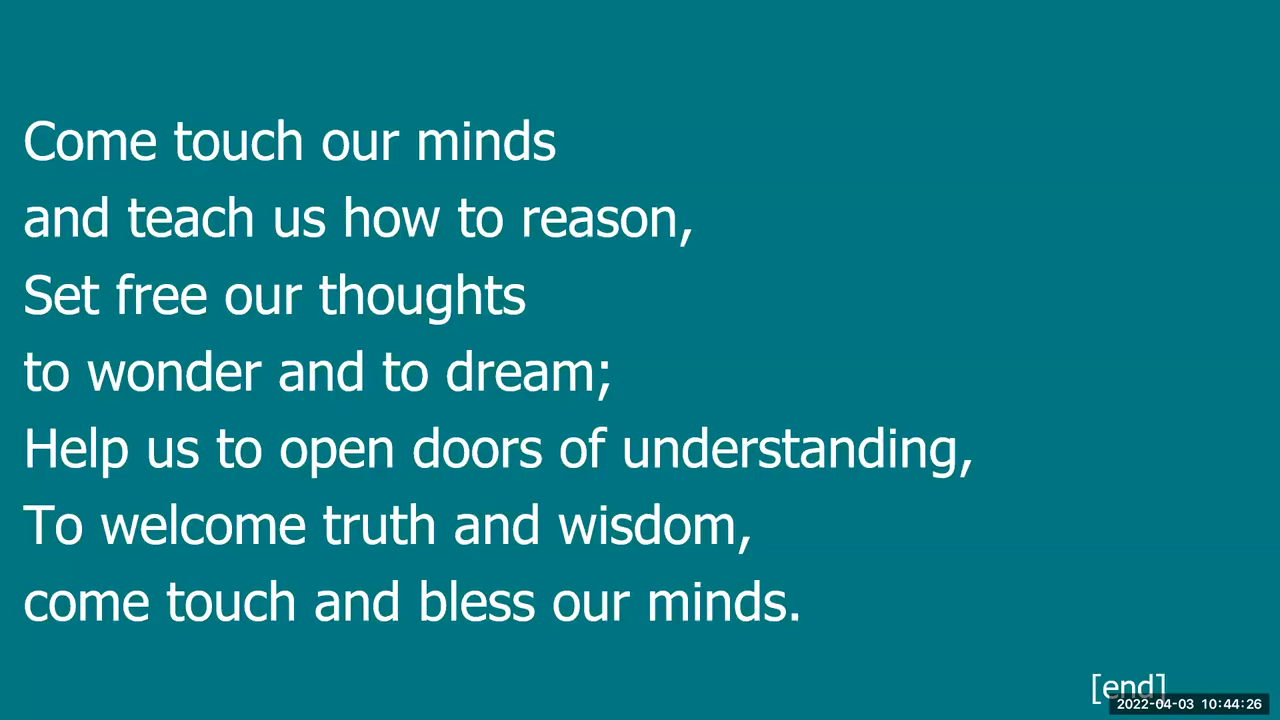 Come touch our minds
and teach us how to reason,
Set free our thoughts
to wonder and to dream;
Help us to open doors of understanding,
To welcome truth and wisdom,
come touch and bless our minds.
[end]
2022-04-03 10:44:26